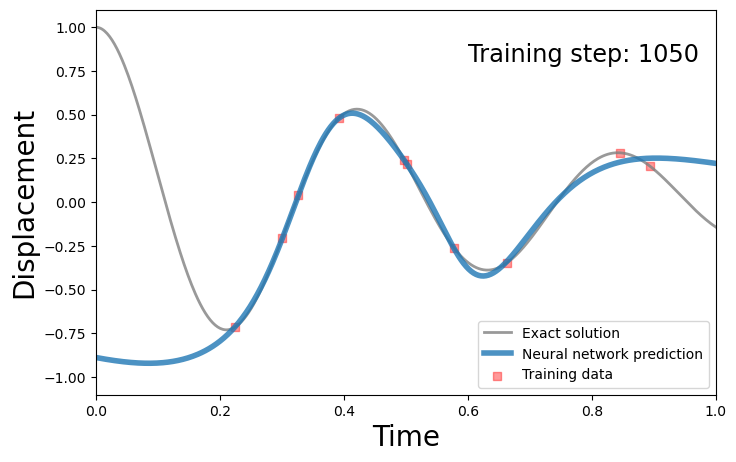 Training step: 1050
1.00
0.75
0.50
0.25
0.00
−0.25
−0.50
−0.75
−1.00
Displacement
Exact solution
Neural network prediction
Training data
0.0 0.2 0.4 0.6 0.8 1.0
Time